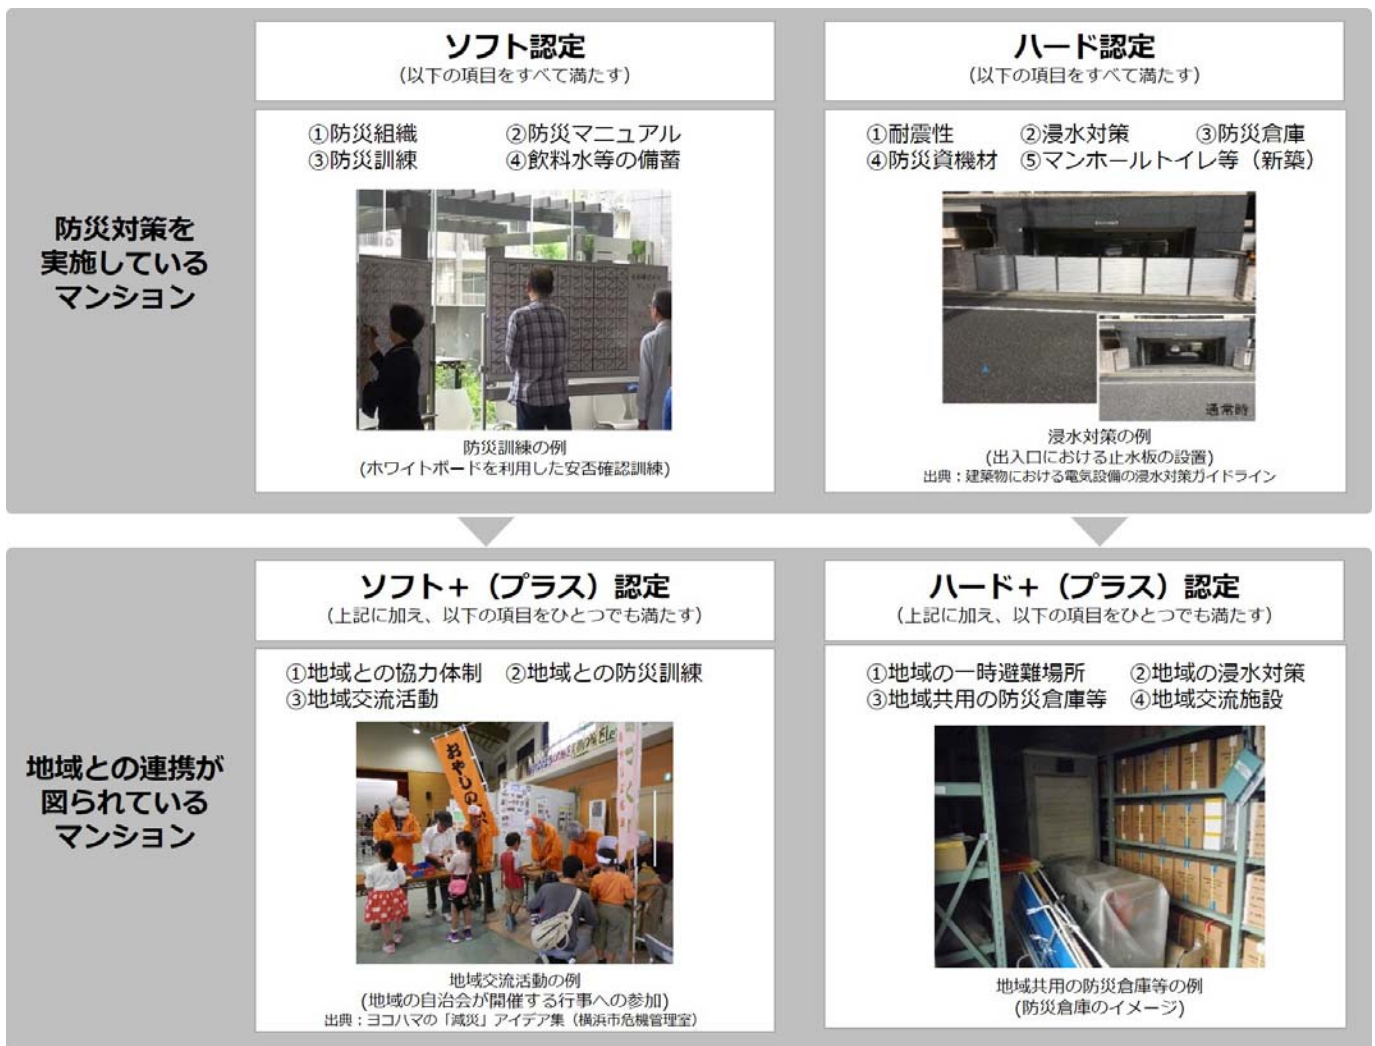 防災対策を
実施している
マンション
ソフト認定
(以下の項目をすべて満たす)
①防災組織 ②防災マニュアル
③防災訓練 ④飲料水等の備蓄
防災訓練の例
(ホワイトボードを利用した安否確認訓練)
ハード認定
(以下の項目をすべて満たす)
①耐震性 ②浸水対策 ③防災倉庫
④防災資機材 ⑤マンホールトイレ等（新築）
通常時
浸水対策の例
(出入口における止水板の設置)
出典：建築物における電気設備の浸水対策ガイドライン
地域との連携が
図られている
マンション
ソフト＋（プラス）認定
(上記に加え、以下の項目をひとつでも満たす)
①地域との協力体制 ②地域との防災訓練
③地域交流活動
おやじの
地域交流活動の例
(地域の自治会が開催する行事への参加)
出典：ヨコハマの「減災」アイデア集（横浜市危機管理室）
ハード＋（プラス）認定
(上記に加え、以下の項目をひとつでも満たす)
①地域の一時避難場所 ②地域の浸水対策
③地域共用の防災倉庫等 ④地域交流施設
地域共用の防災倉庫等の例
(防災倉庫のイメージ)